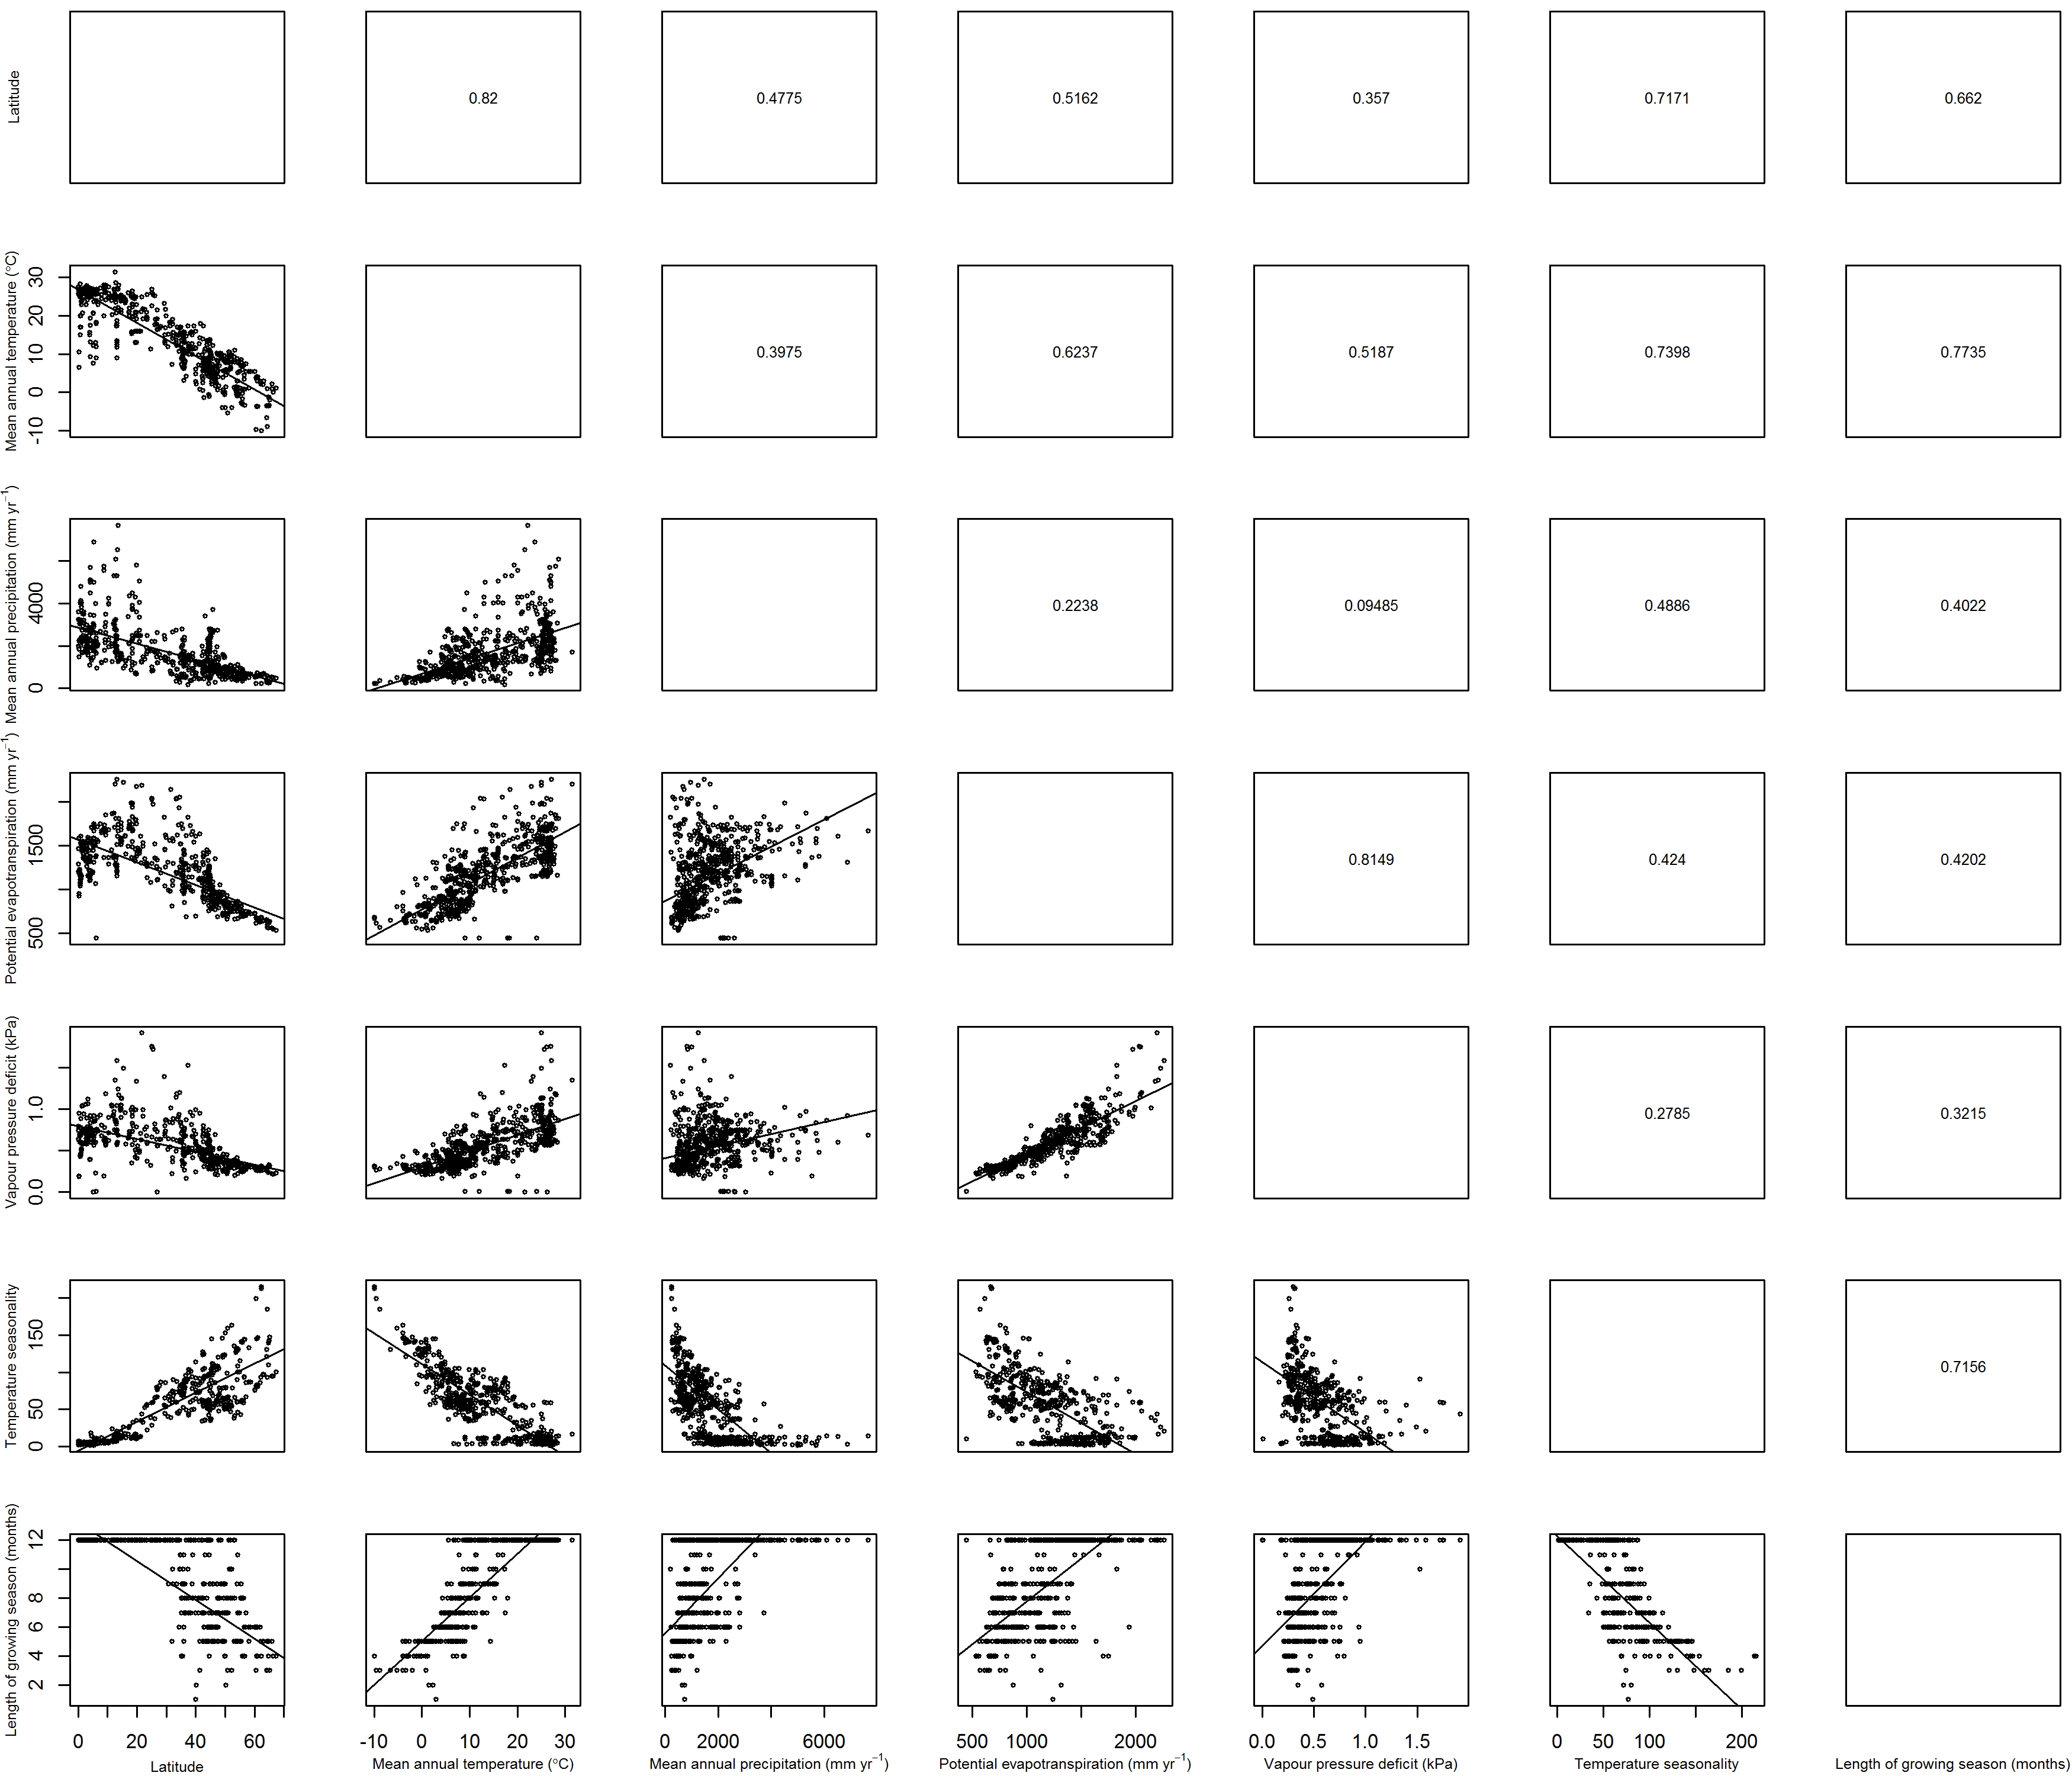 Latitude
0.82
0.4775
0.5162
0.357
0.7171
0.662
Mean annual temperature (°C)
30
20
10
0
-10
0.3975
0.6237
0.5187
0.7398
0.7735
Mean annual precipitation (mm yr⁻¹)
4000
0
0.2238
0.09485
0.4886
0.4022
Potential evapotranspiration (mm yr⁻¹)
1500
500
0.8149
0.424
0.4202
Vapour pressure deficit (kPa)
1.0
0.0
0.2785
0.3215
Temperature seasonality
150
50
0
0.7156
Length of growing season (months)
12
8
6
4
2
0 20 40 60
-10 0 10 20 30
0 2000 6000
500 1000 2000
0.0 0.5 1.0 1.5
0 50 100 200
Latitude
Mean annual temperature (°C)
Mean annual precipitation (mm yr⁻¹)
Potential evapotranspiration (mm yr⁻¹)
Vapour pressure deficit (kPa)
Temperature seasonality
Length of growing season (months)